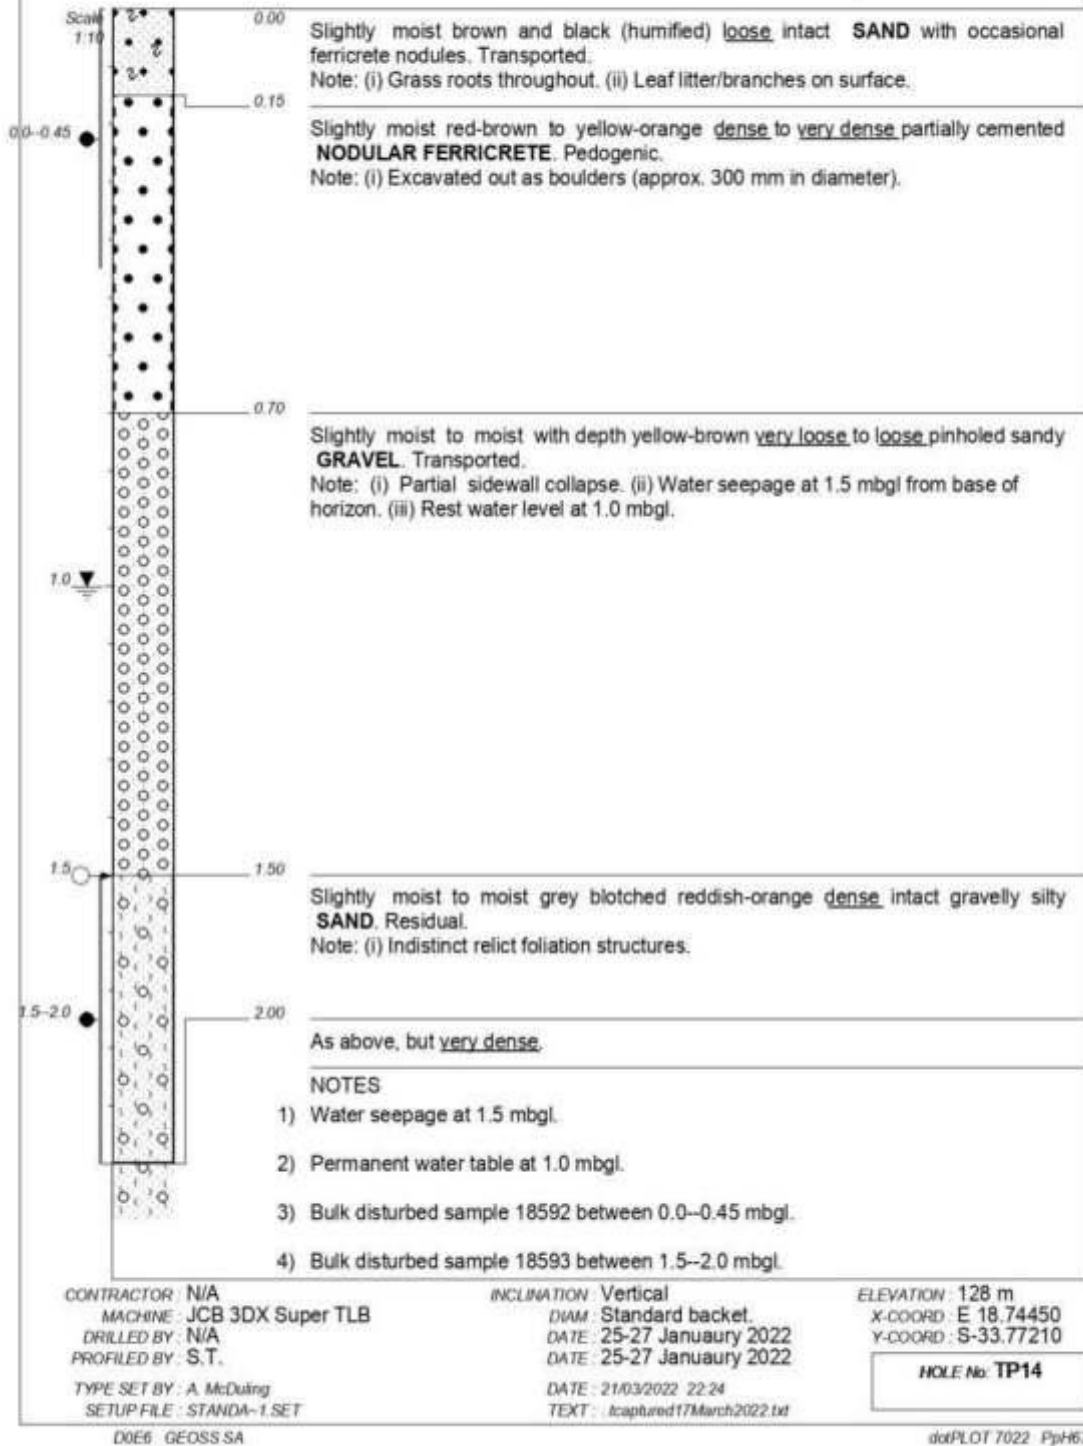 Scale
1:10
0.00
Slightly moist brown and black (humified) loose intact SAND with occasional
ferricrete nodules. Transported.
Note: (i) Grass roots throughout. (ii) Leaf litter/branches on surface.
0.15
0.0--0.45
Slightly moist red-brown to yellow-orange dense to very dense partially cemented
NODULAR FERRICRETE. Pedogenic.
Note: (i) Excavated out as boulders (approx. 300 mm in diameter).
0.70
Slightly moist to moist with depth yellow-brown very loose to loose pinholed sandy
GRAVEL. Transported.
Note: (i) Partial sidewall collapse. (ii) Water seepage at 1.5 mbgl from base of
horizon. (iii) Rest water level at 1.0 mbgl.
1.0
1.5
1.50
Slightly moist to moist grey blotched reddish-orange dense intact gravelly silty
SAND. Residual.
Note: (i) Indistinct relict foliation structures.
1.5--2.0
2.00
As above, but very dense.
NOTES
1) Water seepage at 1.5 mbgl.
2) Permanent water table at 1.0 mbgl.
3) Bulk disturbed sample 18592 between 0.0--0.45 mbgl.
4) Bulk disturbed sample 18593 between 1.5--2.0 mbgl.
CONTRACTOR : N/A INCLINATION : Vertical ELEVATION : 128 m
MACHINE : JCB 3DX Super TLB DIAM : Standard backet. X-COORD : E 18.74450
DRILLED BY : N/A DATE : 25-27 Januaury 2022 Y-COORD : S-33.77210
PROFILED BY : S.T. DATE : 25-27 Januaury 2022
HOLE No: TP14
TYPE SET BY : A. McDuling DATE : 21/03/2022 22:24
SETUP FILE : STANDA~1.SET TEXT : ..tcaptured17March2022.txt
D0E6 GEOSS SA dotPLOT 7022 PpH67